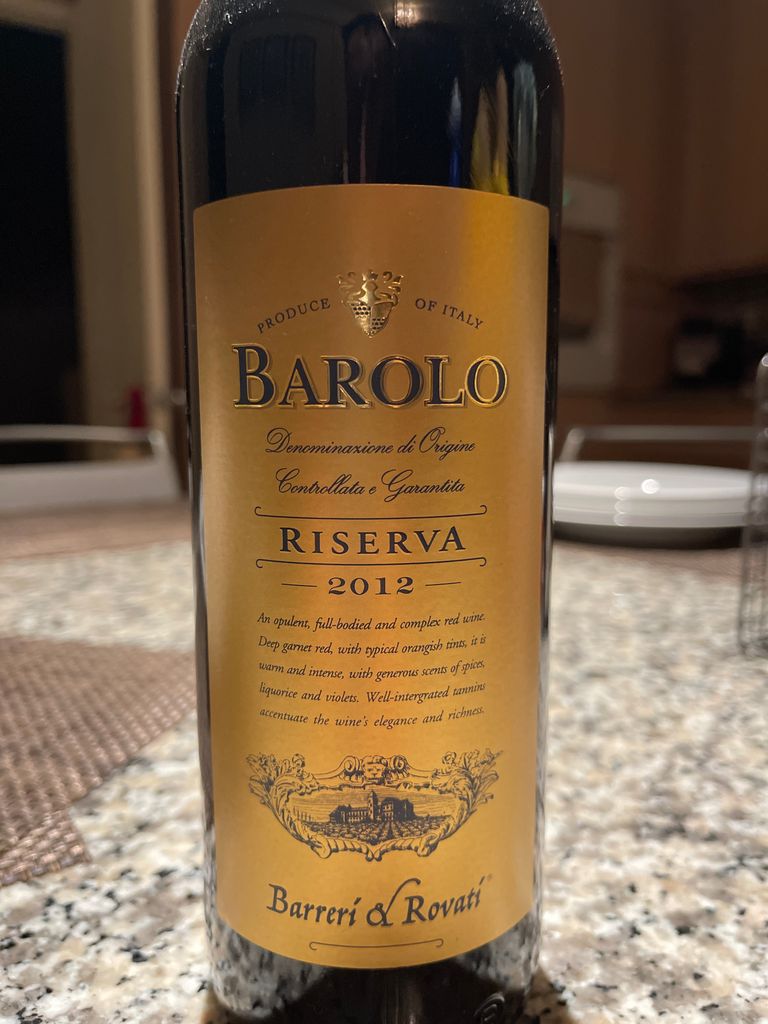 PRODUCE OF ITALY
BAROLO
Denominazione di Origine
Controllata e Garantita
RISERVA
2012
An opulent, full-bodied and complex red wine.
Deep garnet red, with typical orangish tints, it is
warm and intense, with generous scents of spices,
liquorice and violets. Well-intergrated tannins
accentuate the wine's elegance and richness.
Barreri & Rovati